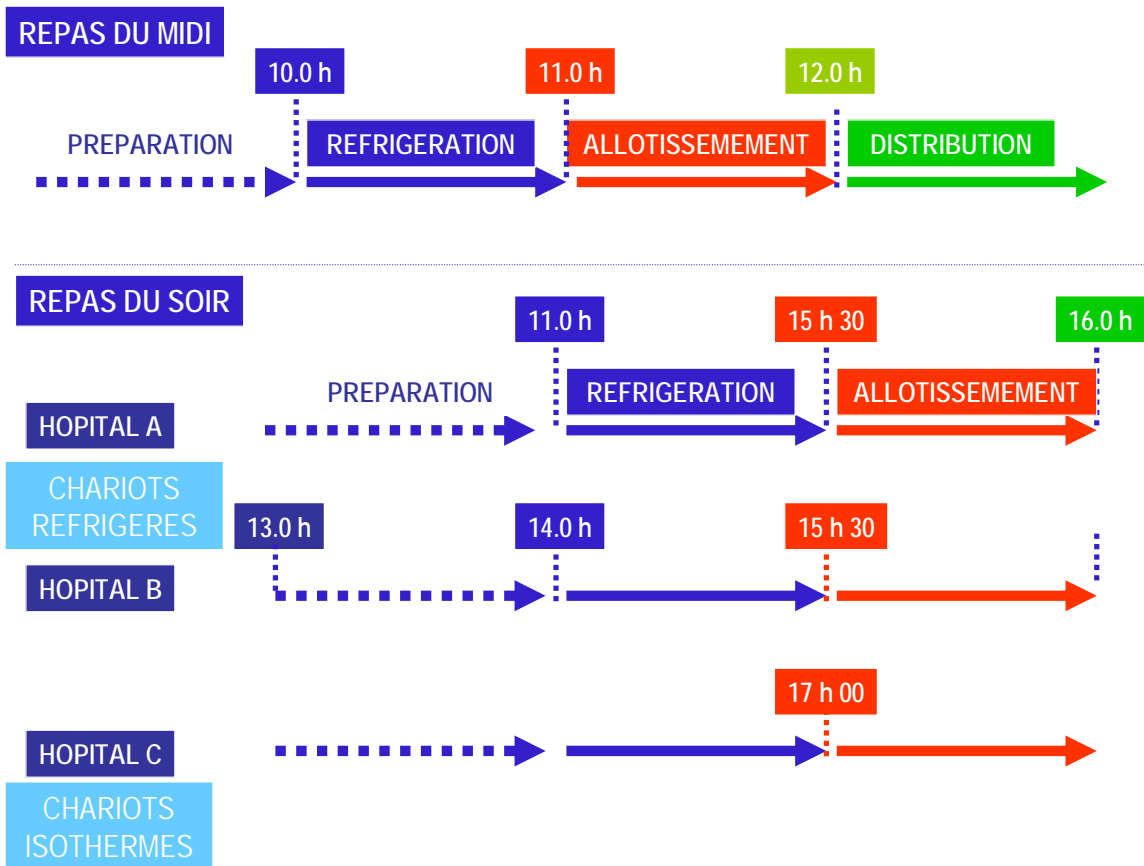 REPAS DU MIDI
10.0 h
11.0 h
12.0 h
PREPARATION
REFRIGERATION
ALLOTISSEMEMENT
DISTRIBUTION
REPAS DU SOIR
11.0 h
15 h 30
16.0 h
PREPARATION
REFRIGERATION
ALLOTISSEMEMENT
HOPITAL A
CHARIOTS
REFRIGERES
13.0 h
14.0 h
15 h 30
HOPITAL B
17 h 00
HOPITAL C
CHARIOTS
ISOTHERMES